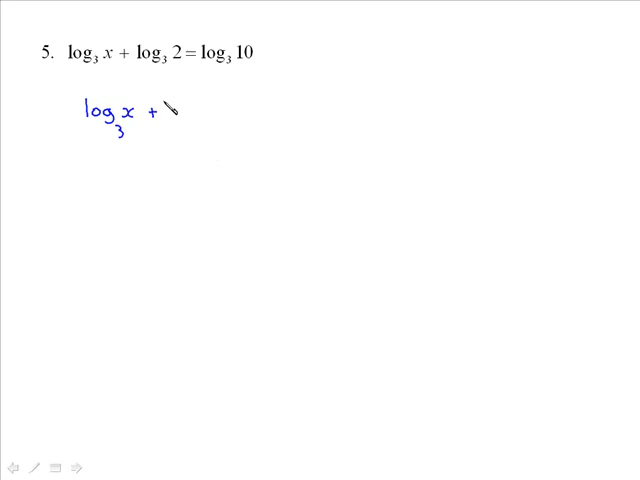 5. log₃ x + log₃ 2 = log₃ 10
log₃ x +